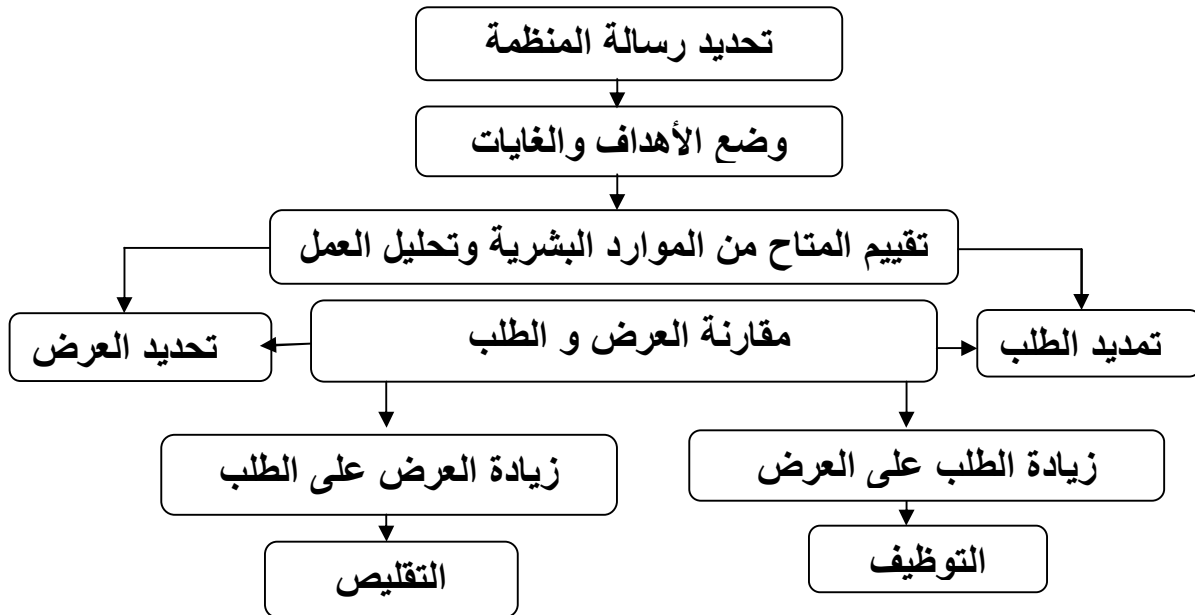 تحديد رسالة المنظمة
وضع الأهداف والغايات
تقييم المتاح من الموارد البشرية وتحليل العمل
تمديد الطلب
مقارنة العرض و الطلب
تحديد العرض
زيادة الطلب على العرض
زيادة العرض على الطلب
التوظيف
التقليص